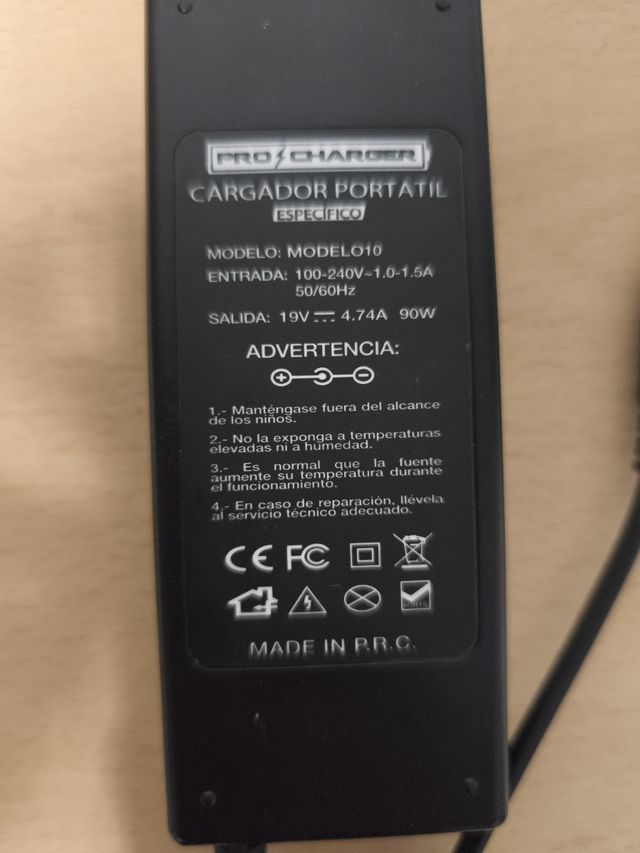 PRO CHARGER
CARGADOR PORTATIL
ESPECÍFICO
MODELO: MODELO10
ENTRADA: 100-240V~1.0-1.5A
50/60Hz
SALIDA: 19V 4.74A 90W
ADVERTENCIA:
1.- Manténgase fuera del alcance
de los niños.
2.- No la exponga a temperaturas
elevadas ni a humedad.
3.- Es normal que la fuente
aumente su temperatura durante
el funcionamiento.
4.- En caso de reparación, llévela
al servicio técnico adecuado.
CE FC
MADE IN P.R.C.